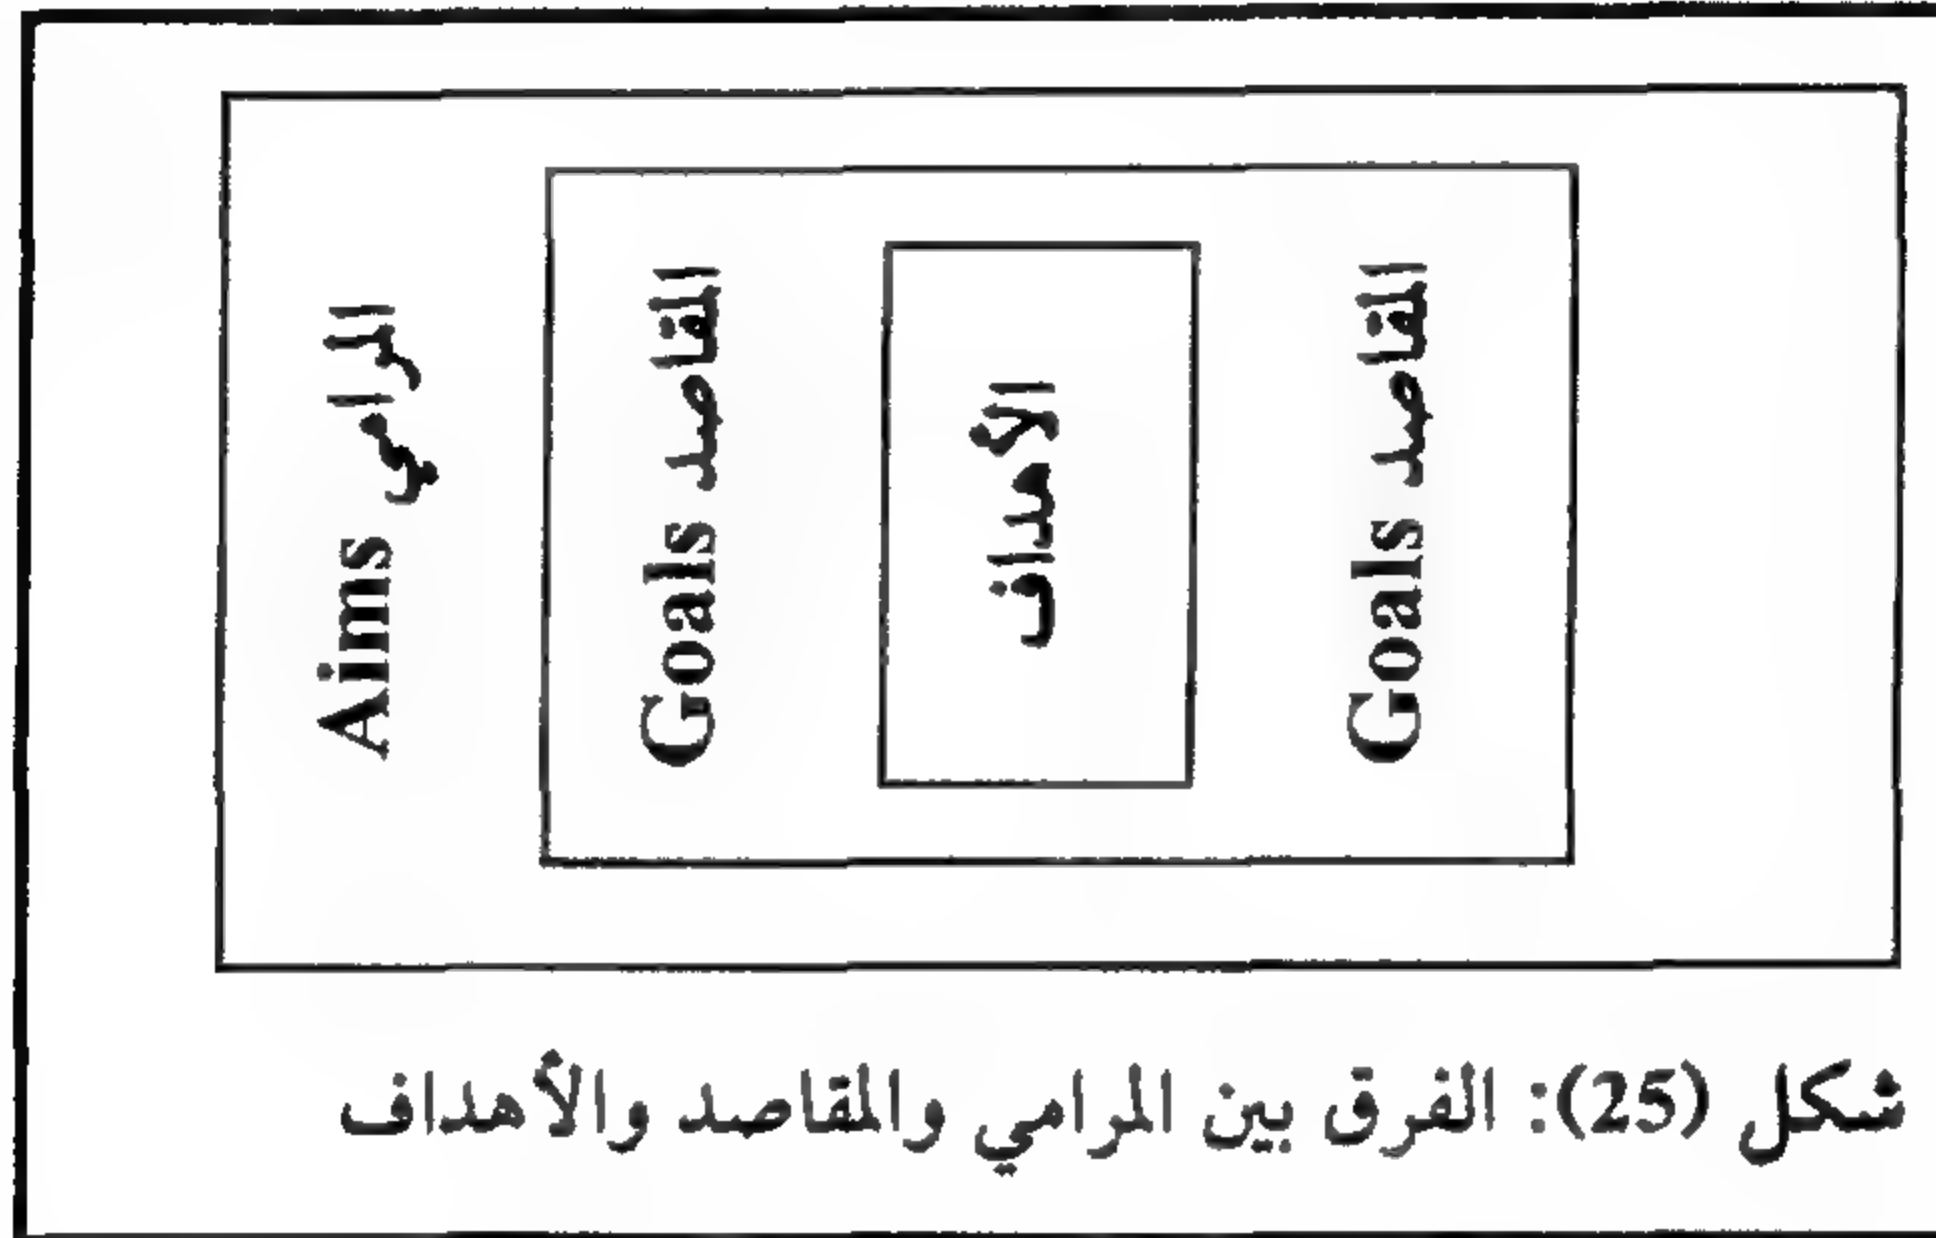 المرامي Aims
المقاصد Goals
الأهداف
المقاصد Goals
شكل (25): الفرق بين المرامي والمقاصد والأهداف